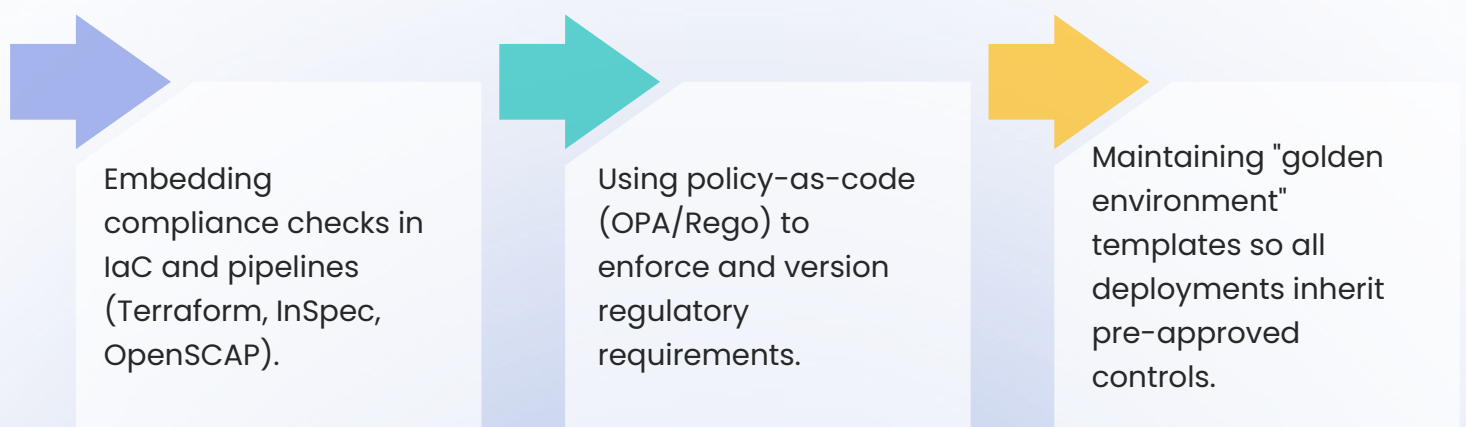 Embedding
compliance checks in
IaC and pipelines
(Terraform, InSpec,
OpenSCAP).
Using policy-as-code
(OPA/Rego) to
enforce and version
regulatory
requirements.
Maintaining "golden
environment"
templates so all
deployments inherit
pre-approved
controls.